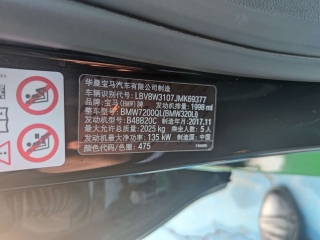 华晨宝马汽车有限公司制造
车辆识别代号: LBV8W3107JMK69377
品牌:宝马(BMW)牌 发动机排量:1998 ml
整车型号: BMW7200QL(BMW320Li)
发动机型号:B48B20C 制造年月:2017.11
最大允许总质量:2025 kg 乘坐人数:5 人
发动机最大净功率:135 kW 中国制造
颜色代码/色圈:475